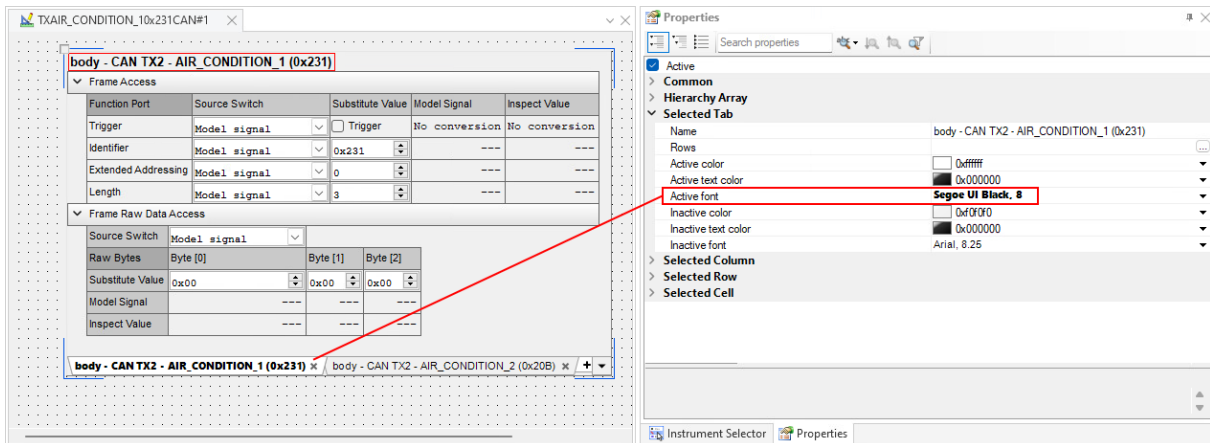 TXAIR_CONDITION_10x231CAN#1
body - CAN TX2 - AIR_CONDITION_1 (0x231)
Frame Access
Function Port Source Switch Substitute Value Model Signal Inspect Value
Trigger Model signal Trigger No conversion No conversion
Identifier Model signal 0x231 --- ---
Extended Addressing Model signal 0 --- ---
Length Model signal 3 --- ---
Frame Raw Data Access
Source Switch Model signal
Raw Bytes Byte [0] Byte [1] Byte [2]
Substitute Value 0x00 0x00 0x00
Model Signal --- --- ---
Inspect Value --- --- ---
body - CAN TX2 - AIR_CONDITION_1 (0x231) body - CAN TX2 - AIR_CONDITION_2 (0x20B)
Properties
Search properties
Active
Common
Hierarchy Array
Selected Tab
Name body - CAN TX2 - AIR_CONDITION_1 (0x231)
Rows ...
Active color 0xffffff
Active text color 0x000000
Active font Segoe UI Black, 8
Inactive color 0xf0f0f0
Inactive text color 0x000000
Inactive font Arial, 8.25
Selected Column
Selected Row
Selected Cell
Instrument Selector Properties